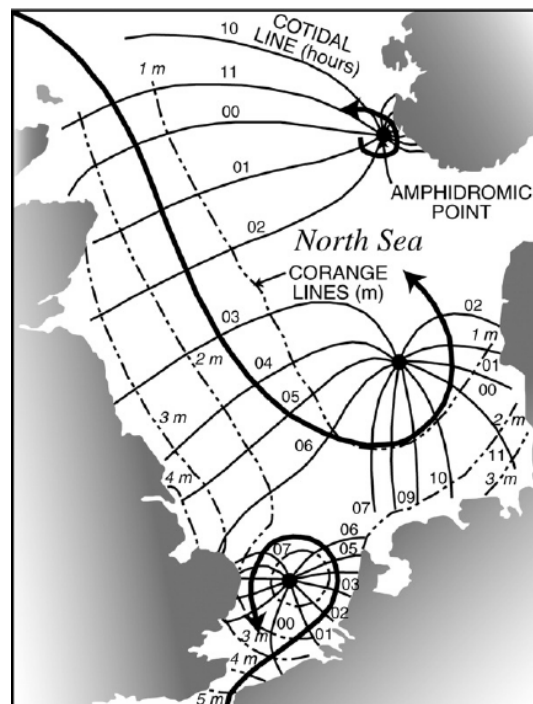 10
COTIDAL
LINE (hours)
1 m
11
00
01
AMPHIDROMIC
POINT
02
North Sea
CORANGE
LINES (m)
03
02
1 m
2 m
04
01
00
05
3 m
2 m
06
11
4 m
10
3 m
09
07
06
07
05
03
02
00
01
3 m
4 m
5 m